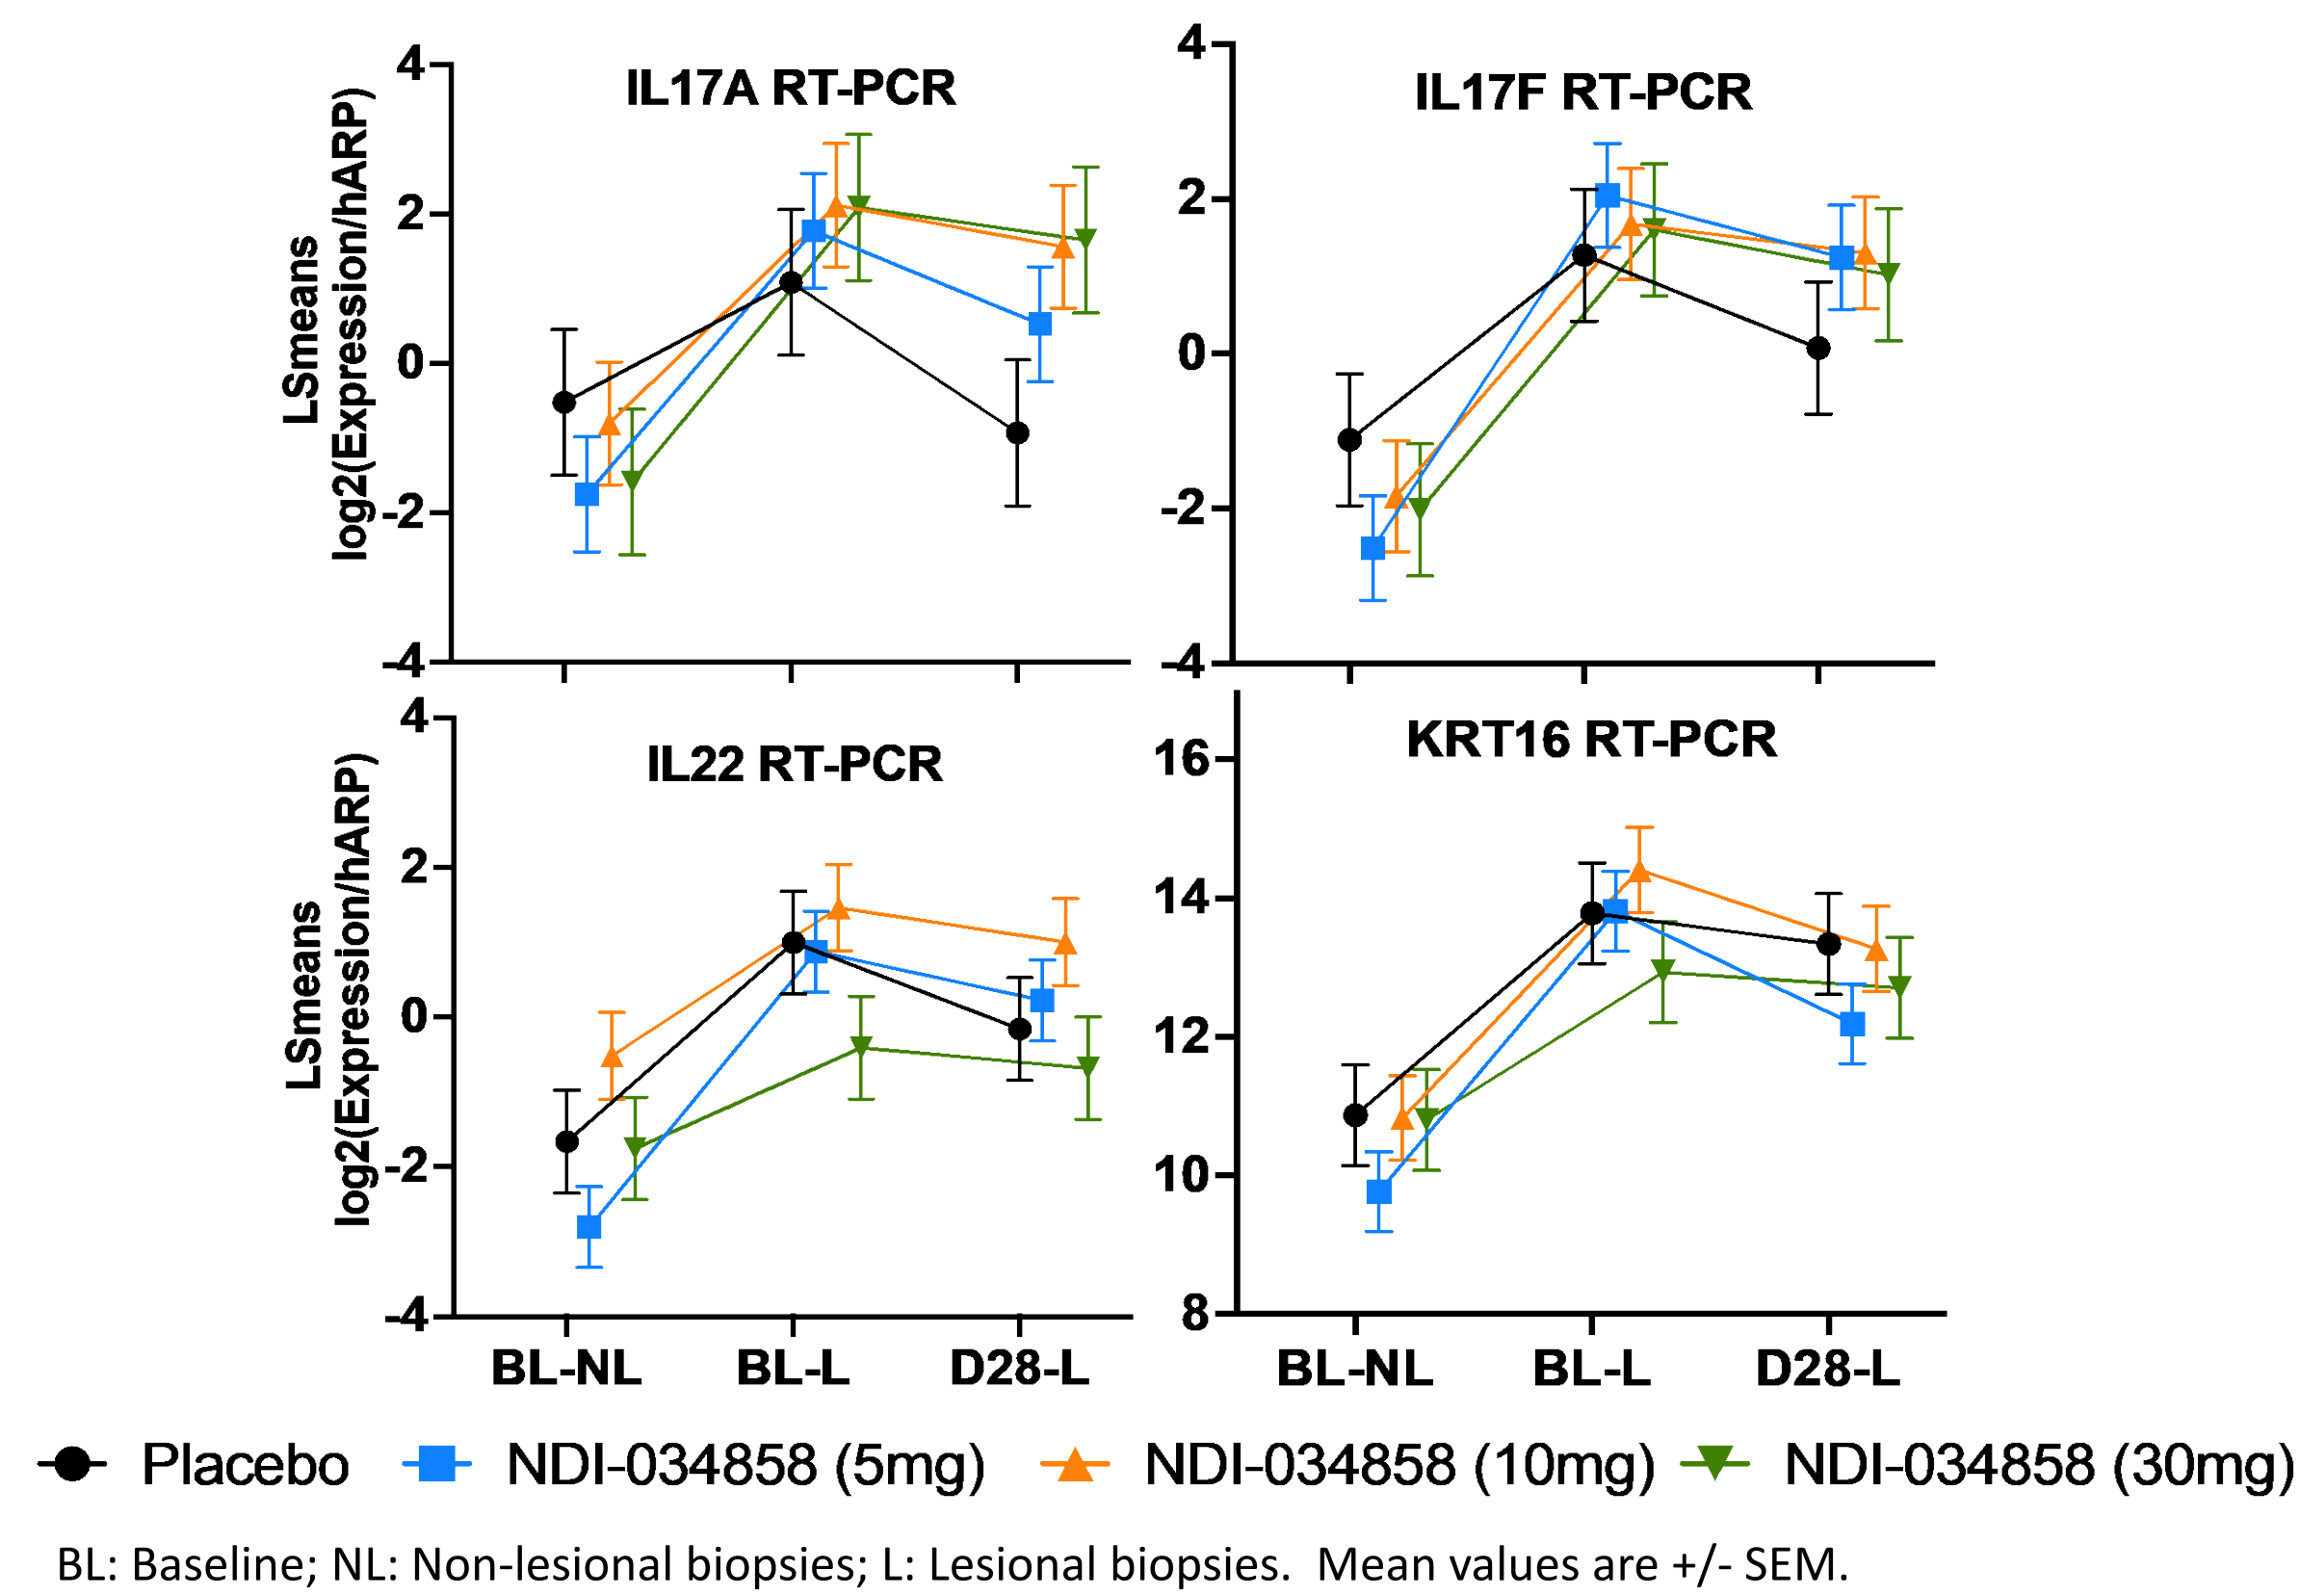 IL17A RT-PCR
LSmeans
log2(Expression/hARP)
4
2
0
-2
-4
IL17F RT-PCR
4
2
0
-2
-4
IL22 RT-PCR
LSmeans
log2(Expression/hARP)
4
2
0
-2
-4
BL-NL BL-L D28-L
KRT16 RT-PCR
16
14
12
10
8
BL-NL BL-L D28-L
Placebo NDI-034858 (5mg) NDI-034858 (10mg) NDI-034858 (30mg)
BL: Baseline; NL: Non-lesional biopsies; L: Lesional biopsies. Mean values are +/- SEM.